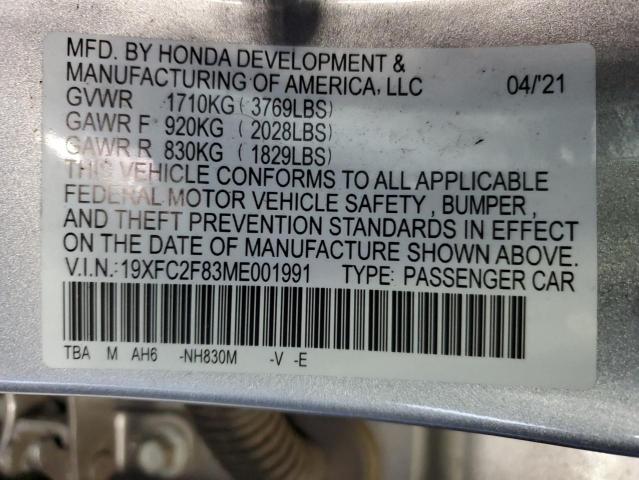 MFD. BY HONDA DEVELOPMENT &
MANUFACTURING OF AMERICA, LLC 04/'21
GVWR 1710KG ( 3769LBS)
GAWR F 920KG ( 2028LBS)
GAWR R 830KG ( 1829LBS)
THIS VEHICLE CONFORMS TO ALL APPLICABLE
FEDERAL MOTOR VEHICLE SAFETY , BUMPER ,
AND THEFT PREVENTION STANDARDS IN EFFECT
ON THE DATE OF MANUFACTURE SHOWN ABOVE.
V.I.N.:19XFC2F83ME001991 TYPE: PASSENGER CAR
TBA M AH6 -NH830M -V -E